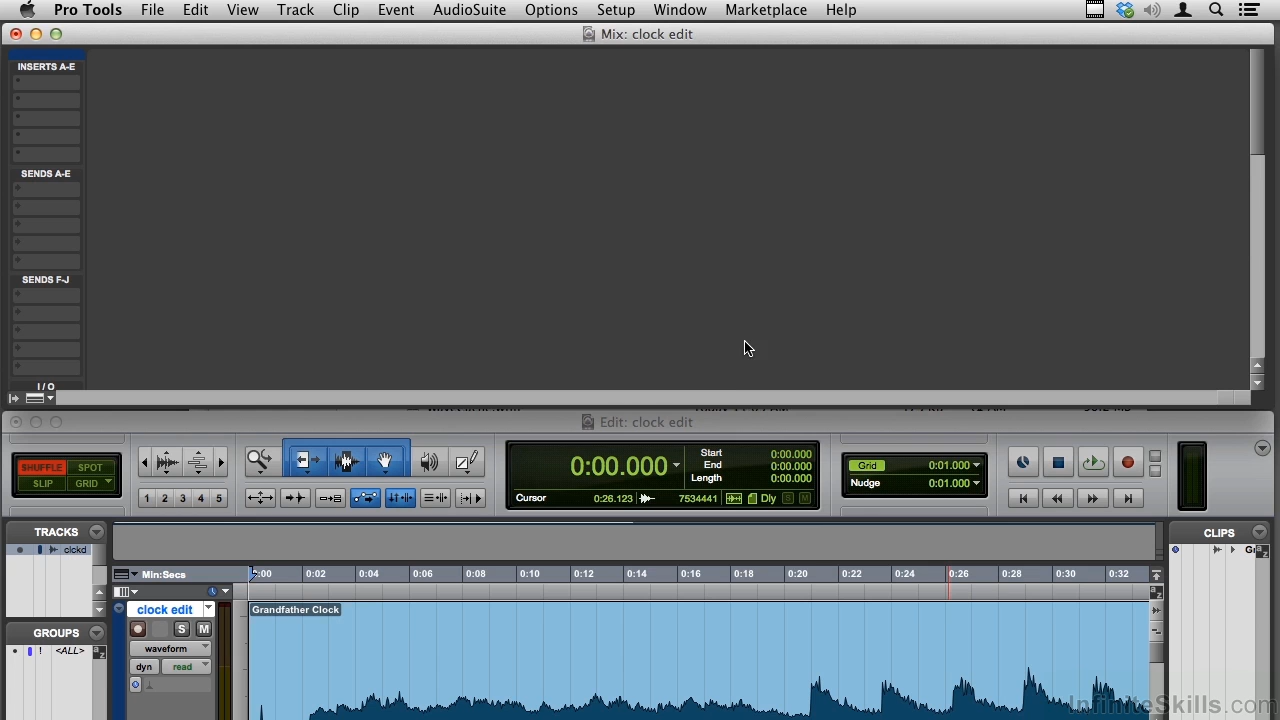 Pro Tools File Edit View Track Clip Event AudioSuite Options Setup Window Marketplace Help
Mix: clock edit
INSERTS A-E
SENDS A-E
SENDS F-J
I / O
Edit: clock edit
SHUFFLE SPOT
SLIP GRID
1 2 3 4 5
0:00.000
Start 0:00.000
End 0:00.000
Length 0:00.000
Cursor 0:26.123 7534441 Dly S M
Grid 0:01.000
Nudge 0:01.000
TRACKS
clckd
GROUPS
! <ALL>
a z
Min:Secs 0:00 0:02 0:04 0:06 0:08 0:10 0:12 0:14 0:16 0:18 0:20 0:22 0:24 0:26 0:28 0:30 0:32
clock edit
S M
waveform
dyn read
Grandfather Clock
CLIPS
a z
InfiniteSkills.com